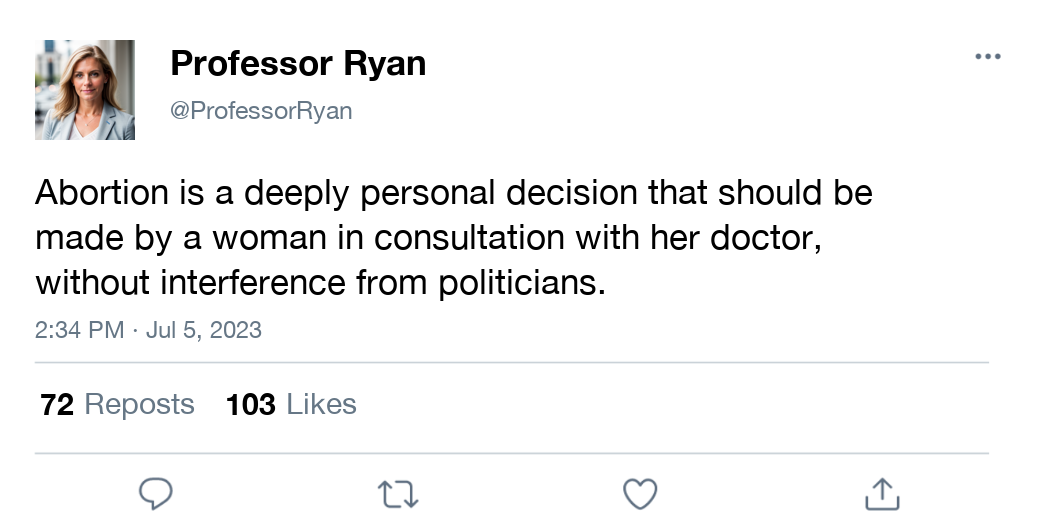 Professor Ryan
@ProfessorRyan
Abortion is a deeply personal decision that should be
made by a woman in consultation with her doctor,
without interference from politicians.
2:34 PM · Jul 5, 2023
72 Reposts 103 Likes